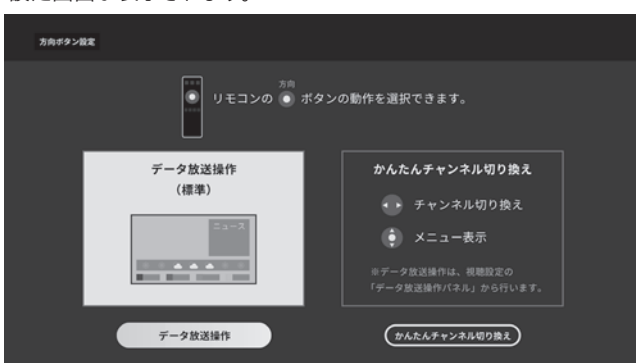 方向ボタン設定
方向
リモコンの ボタンの動作を選択できます。
データ放送操作
(標準)
ニュース
かんたんチャンネル切り換え
チャンネル切り換え
メニュー表示
※データ放送操作は、視聴設定の
「データ放送操作パネル」から行います。
データ放送操作
かんたんチャンネル切り換え